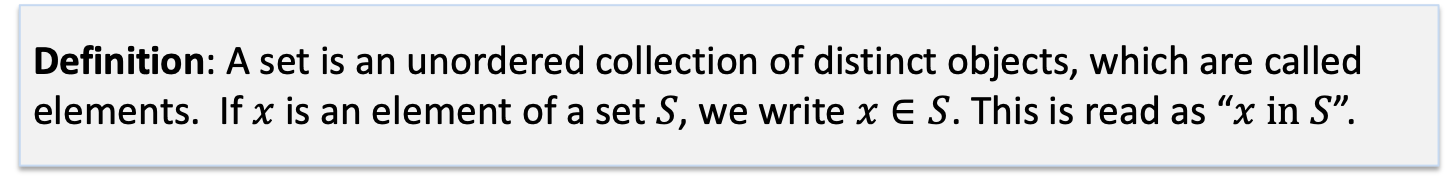 Definition: A set is an unordered collection of distinct objects, which are called
elements.  If x is an element of a set S, we write x ∈ S. This is read as “x in S”.